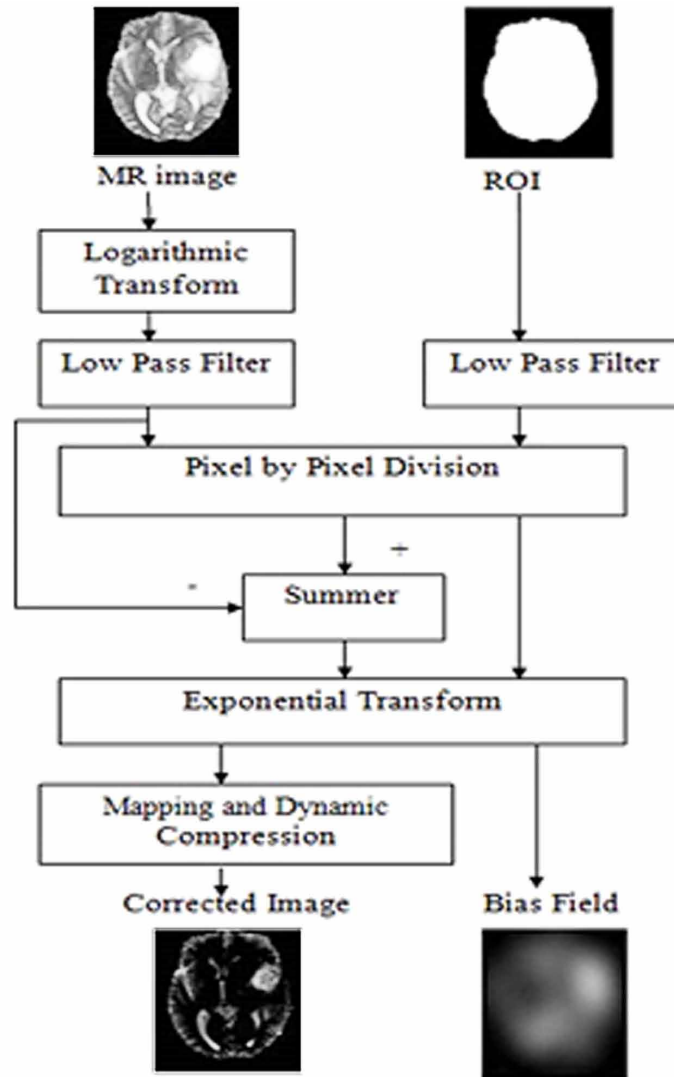 MR image
ROI
Logarithmic
Transform
Low Pass Filter
Low Pass Filter
Pixel by Pixel Division
+
-
Summer
Exponential Transform
Mapping and Dynamic
Compression
Corrected Image
Bias Field